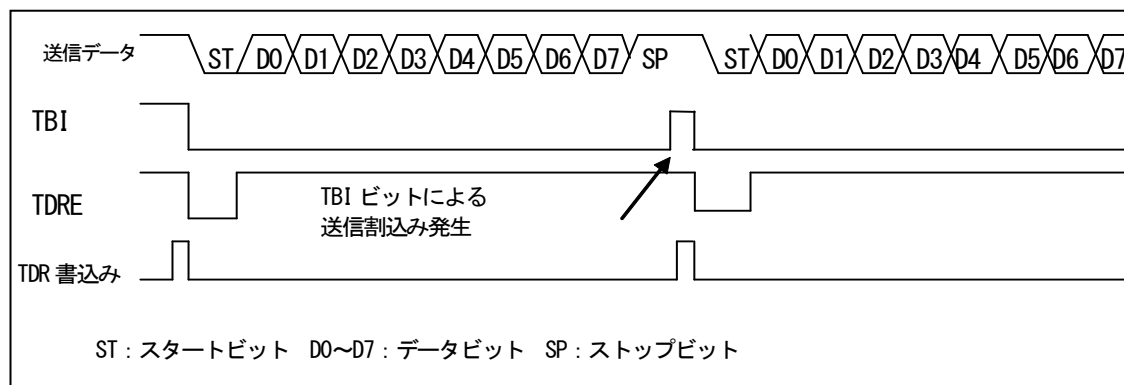 送信データ ST D0 D1 D2 D3 D4 D5 D6 D7 SP ST D0 D1 D2 D3 D4 D5 D6 D7
TBI
TDRE
TBI ビットによる
送信割込み発生
TDR 書込み
ST：スタートビット D0～D7：データビット SP：ストップビット